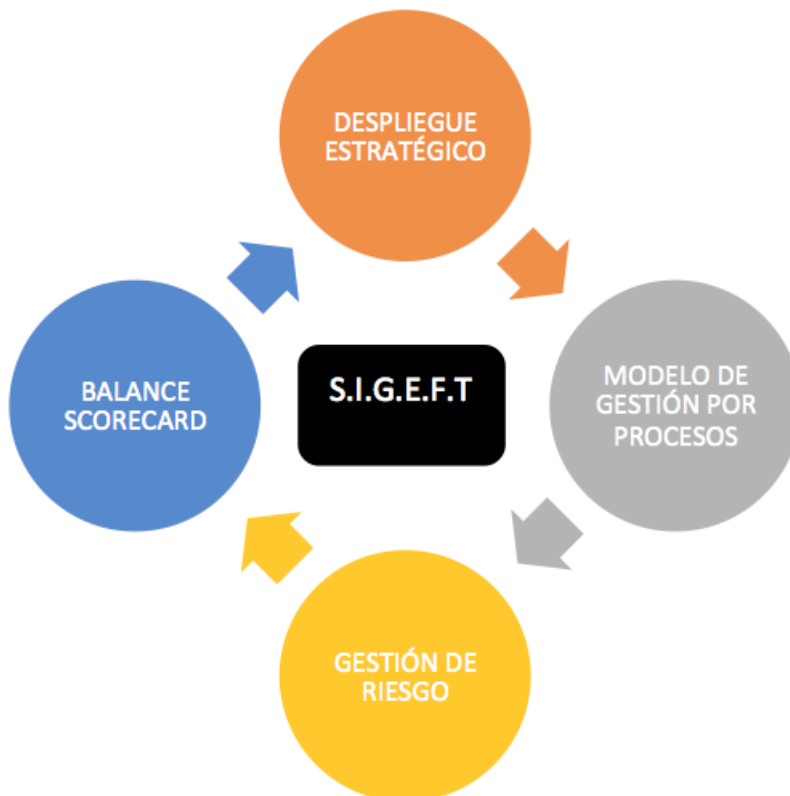 DESPLIEGUE
ESTRATÉGICO
MODELO DE
GESTIÓN POR
PROCESOS
GESTIÓN DE
RIESGO
BALANCE
SCORECARD
S.I.G.E.F.T